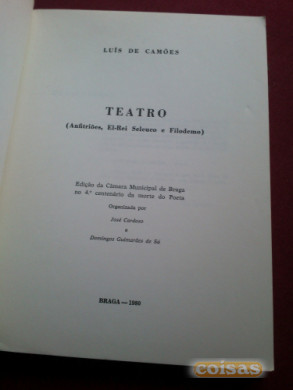 LUÍS DE CAMÕES
TEATRO
(Anfitriões, El-Rei Seleuco e Filodemo)
Edição da Câmara Municipal de Braga
no 4.º centenário da morte do Poeta
Organizada por
José Cardoso
e
Domingos Guimarães de Sá
BRAGA — 1980
coisas